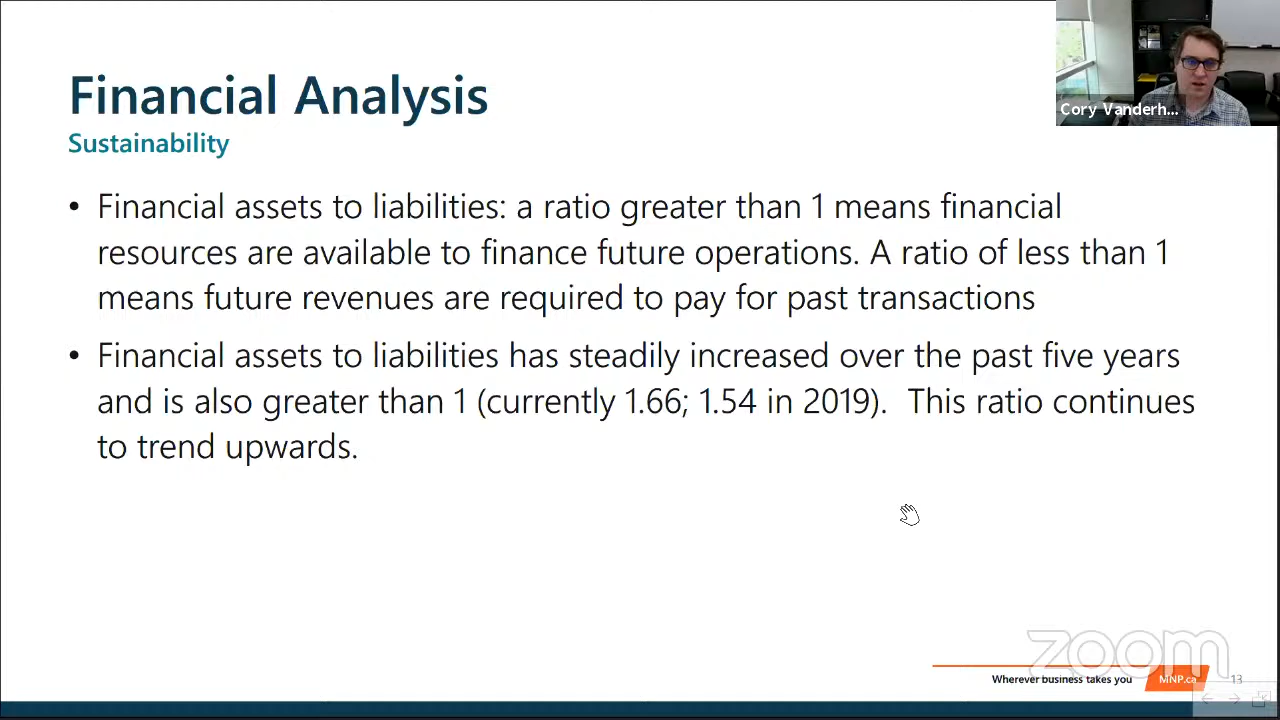 Financial Analysis
Sustainability
Cory Vanderh...
• Financial assets to liabilities: a ratio greater than 1 means financial
resources are available to finance future operations. A ratio of less than 1
means future revenues are required to pay for past transactions
• Financial assets to liabilities has steadily increased over the past five years
and is also greater than 1 (currently 1.66; 1.54 in 2019).  This ratio continues
to trend upwards.
zoom
Wherever business takes you
MNP.ca
13